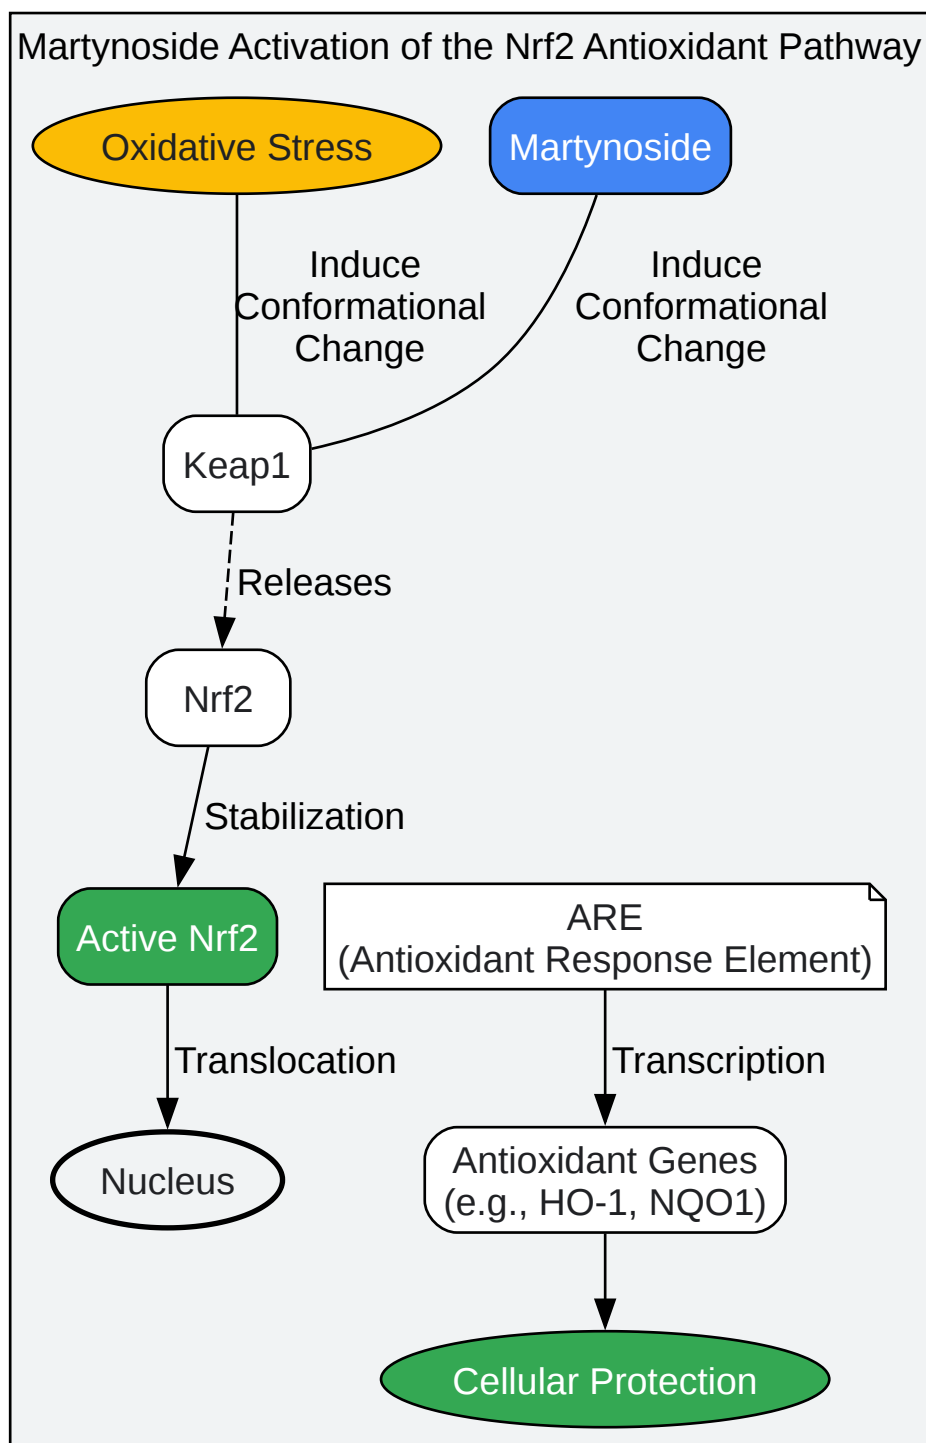 Martynoside Activation of the Nrf2 Antioxidant Pathway
Oxidative Stress
Martynoside
Induce
Conformational
Change
Induce
Conformational
Change
Keap1
Releases
Nrf2
Stabilization
Active Nrf2
ARE
(Antioxidant Response Element)
Translocation
Transcription
Nucleus
Antioxidant Genes
(e.g., HO-1, NQO1)
Cellular Protection